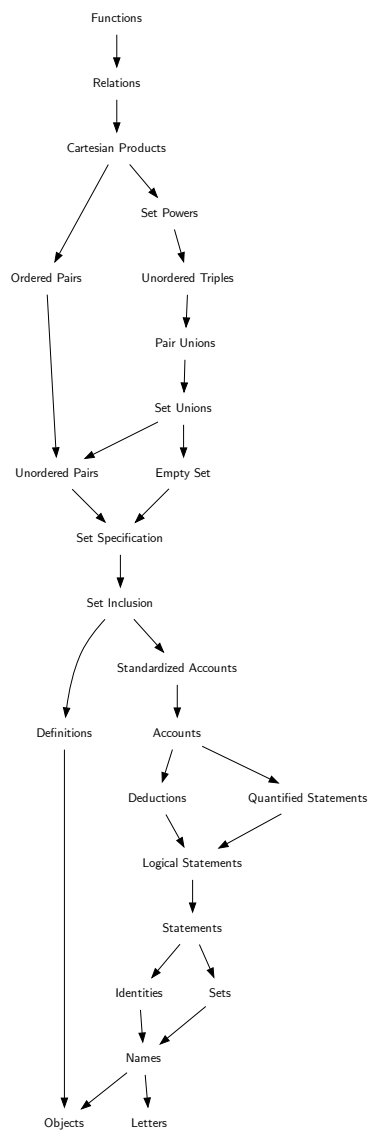 Functions
Relations
Cartesian Products
Set Powers
Ordered Pairs
Unordered Triples
Pair Unions
Set Unions
Unordered Pairs
Empty Set
Set Specification
Set Inclusion
Standardized Accounts
Definitions
Accounts
Deductions
Quantified Statements
Logical Statements
Statements
Identities
Sets
Names
Objects
Letters